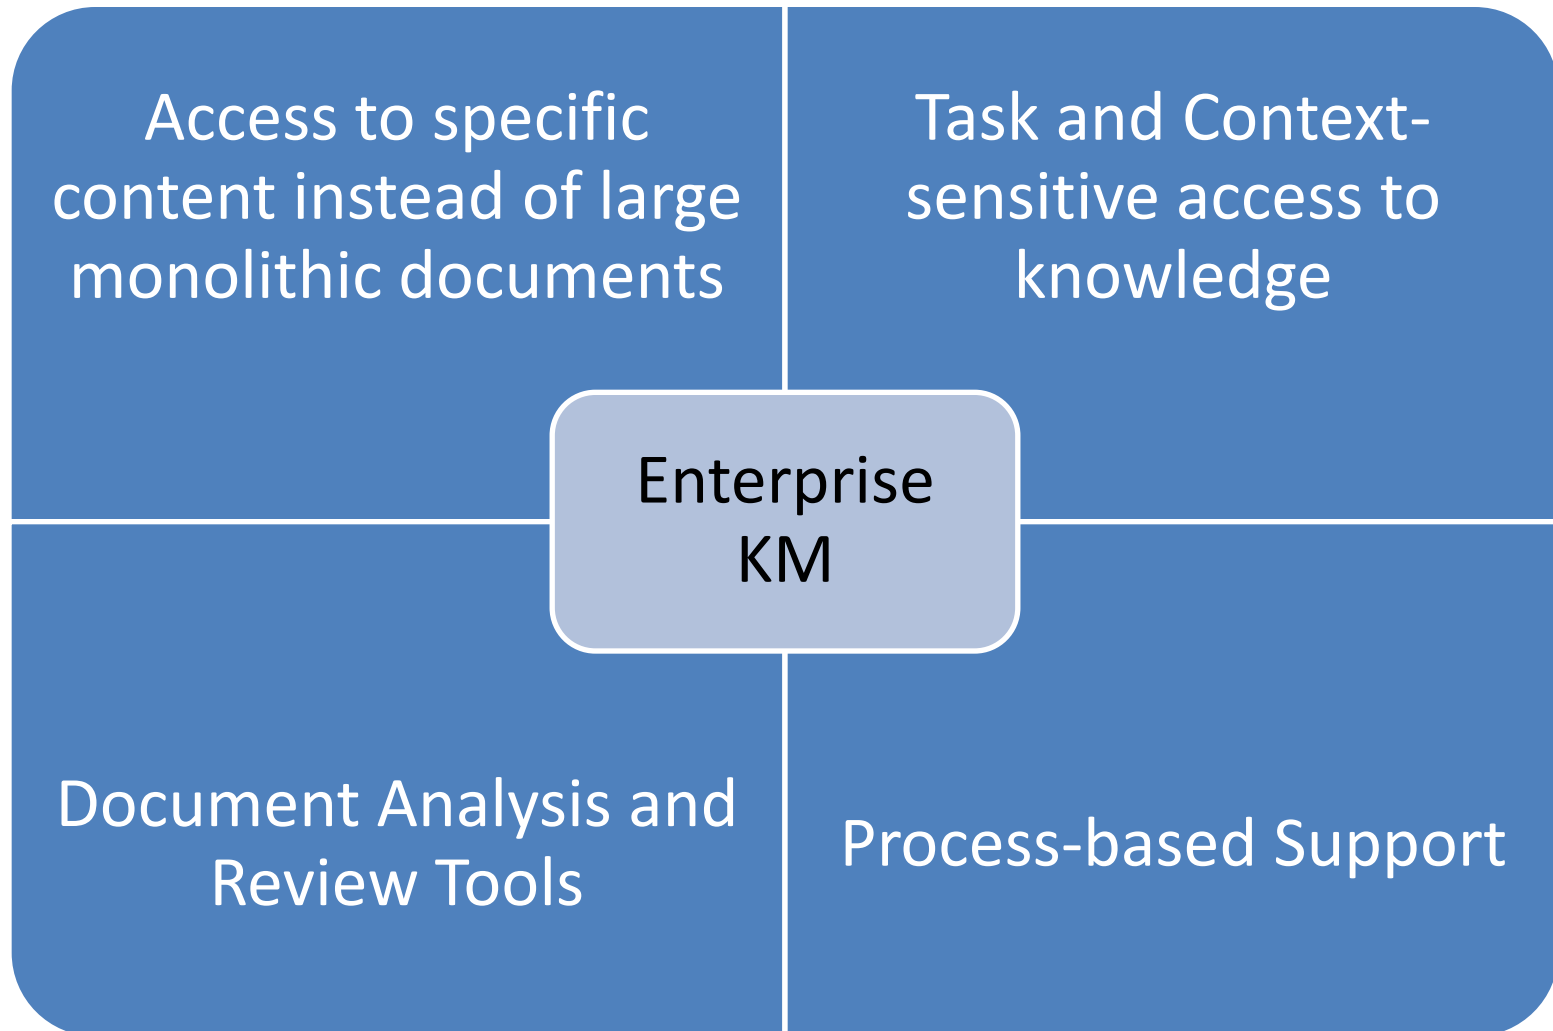 Access to specific
content instead of large
monolithic documents
Task and Context-
sensitive access to
knowledge
Enterprise
KM
Document Analysis and
Review Tools
Process-based Support